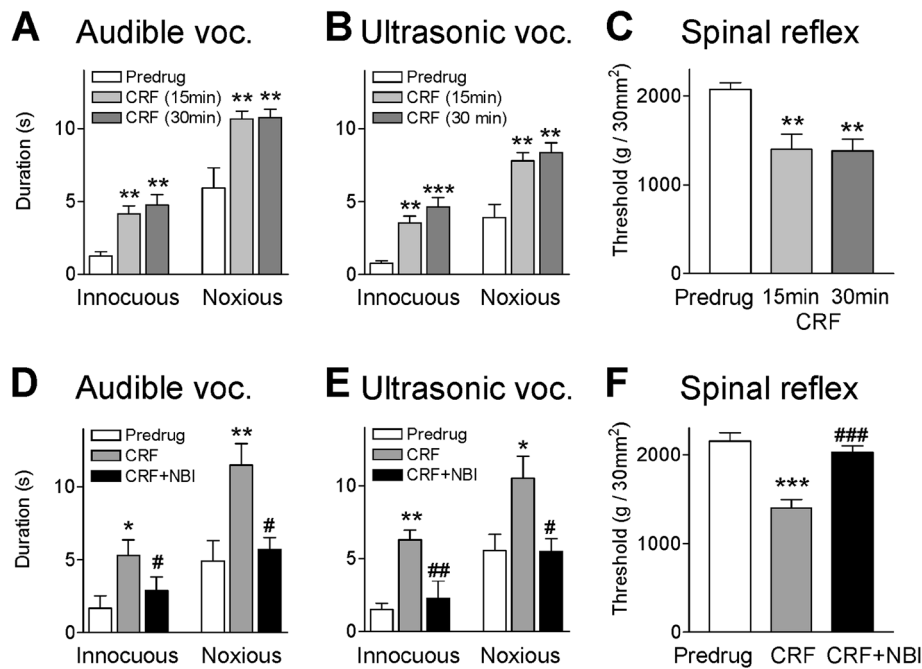 A Audible voc.
Predrug
CRF (15min)
CRF (30min)
Duration (s)
10
5
0
** ** ** **
Innocuous Noxious
B Ultrasonic voc.
Predrug
CRF (15min)
CRF (30 min)
10
5
0
** *** ** **
Innocuous Noxious
C Spinal reflex
Threshold (g / 30mm²)
2000
1000
0
** **
Predrug 15min 30min
CRF
D Audible voc.
Predrug
CRF
CRF+NBI
Duration (s)
10
5
0
* # ** #
Innocuous Noxious
E Ultrasonic voc.
Predrug
CRF
CRF+NBI
10
5
0
** ## * #
Innocuous Noxious
F Spinal reflex
Threshold (g / 30mm²)
2000
1000
0
*** ###
Predrug CRF CRF+NBI